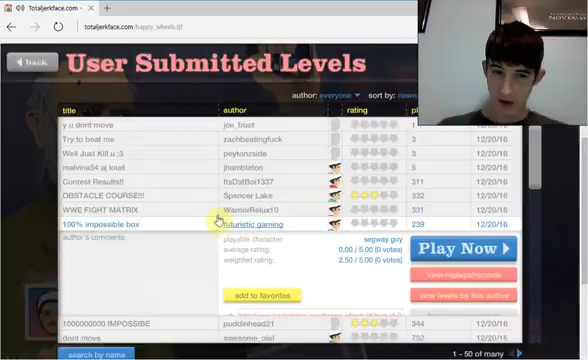 Totaljerkface.com -
totaljerkface.com/happy_wheels.tjf
back
User Submitted Levels
author: everyone
sort by: newe
title author rating pl
y u dont move joe_frost 1 12/20/16
Try to beat me zachbeatingfuck 3 12/20/16
Well Just Kill u ;3 peytonzside 3 12/20/16
malvina54 aj loud jhambleton 5 12/20/16
Contest Results!! ItsDatBoi1337 311 12/20/16
OBSTACLE COURSE!!! Spencer Lake 332 12/20/16
WWE FIGHT MATRIX WarriorRelux10 331 12/20/16
100% impossible box futuristic gaming 239 12/20/16
author's comments:
playable character: segway guy
average rating: 0.00 / 5.00 (0 votes)
weighted rating: 2.50 / 5.00 (0 votes)
Play Now
view replays/records
add to favorites
view levels by this author
1000000000 IMPOSSIBE puddinhead21 344 12/20/16
dont move 732 12/20/16
search by name
1 - 50 of many
NOVEMBE